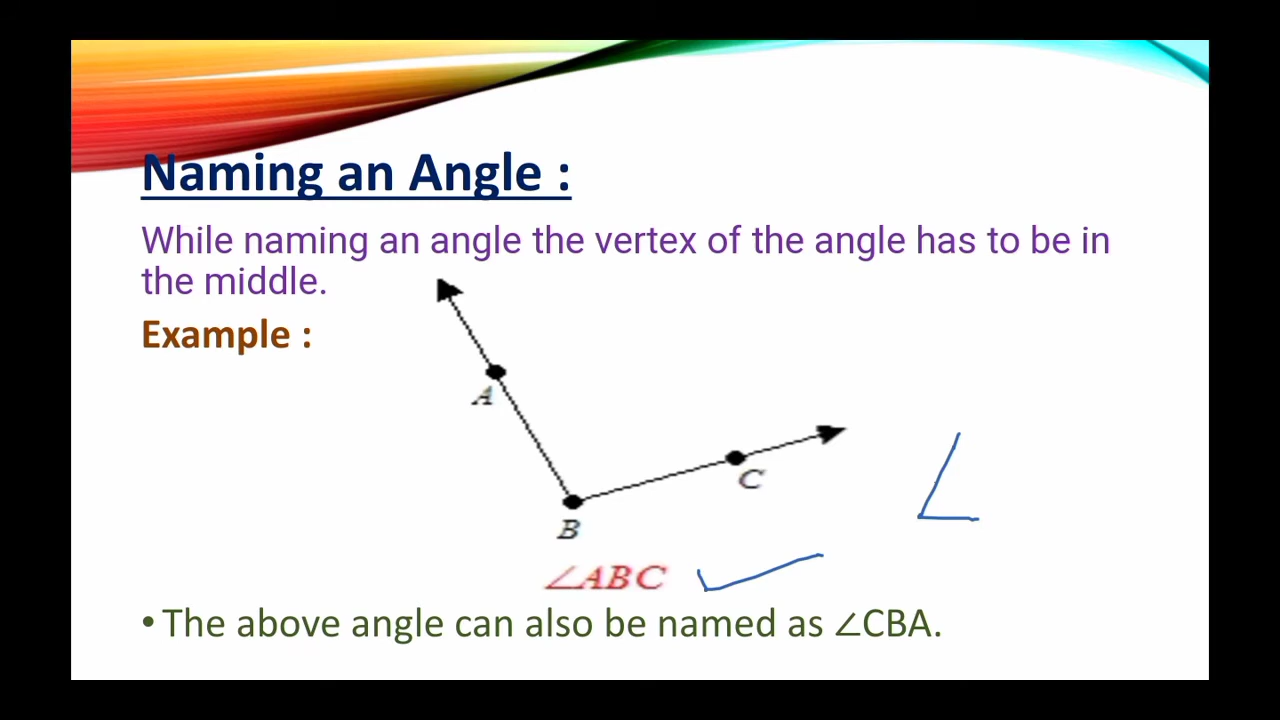 Naming an Angle :
While naming an angle the vertex of the angle has to be in
the middle.
Example :
A
C
B
∠ABC
• The above angle can also be named as ∠CBA.